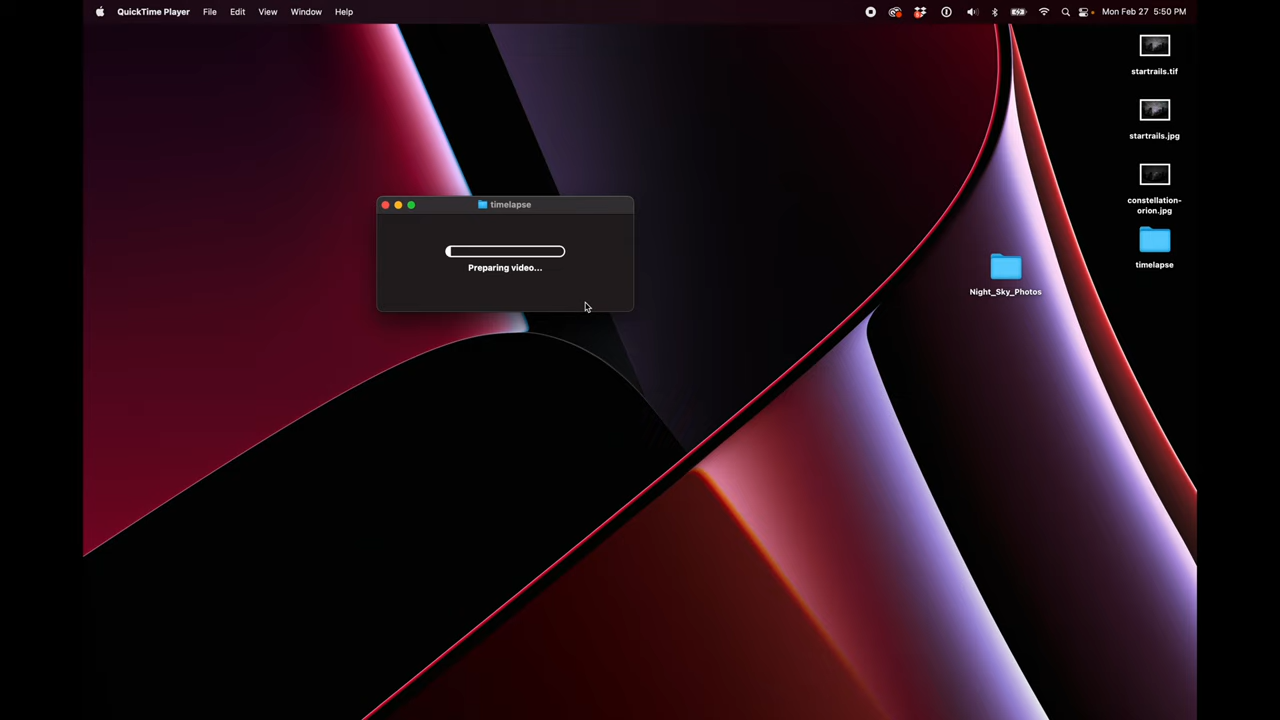 QuickTime Player File Edit View Window Help Mon Feb 27 5:50 PM
startrails.tif
startrails.jpg
constellation-
orion.jpg
timelapse
Night_Sky_Photos
timelapse
Preparing video...